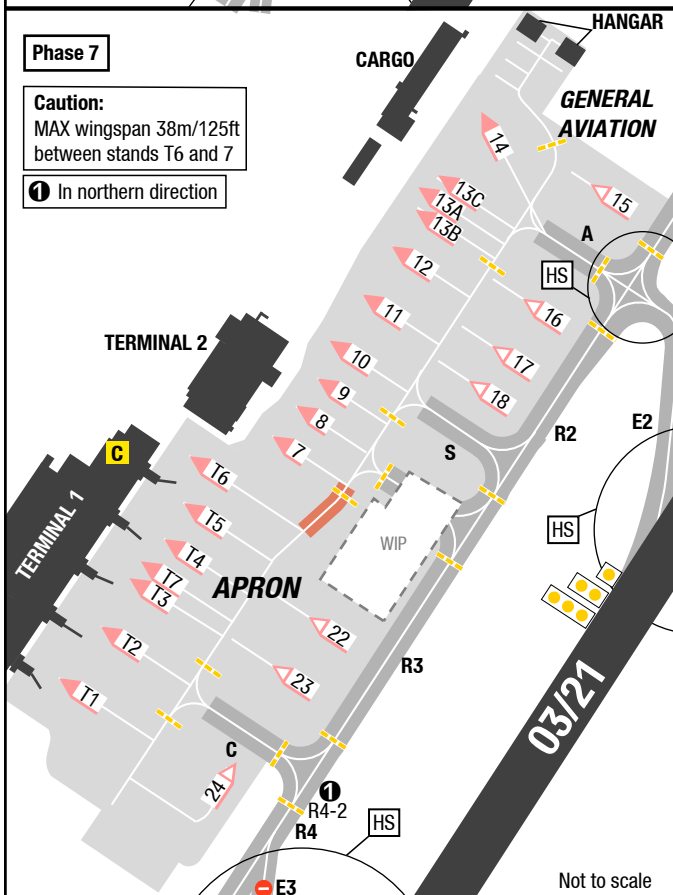 Phase 7
Caution:
MAX wingspan 38m/125ft
between stands T6 and 7
1 In northern direction
HANGAR
CARGO
GENERAL
AVIATION
14
15
13C
13A
13B
A
12
HS
11
16
TERMINAL 2
10
17
9
18
8
R2
E2
C
7
S
T6
HS
TERMINAL 1
T5
WIP
T4
T7
APRON
T3
22
T2
R3
23
T1
03/21
C
24
1
R4-2
HS
R4
E3
Not to scale